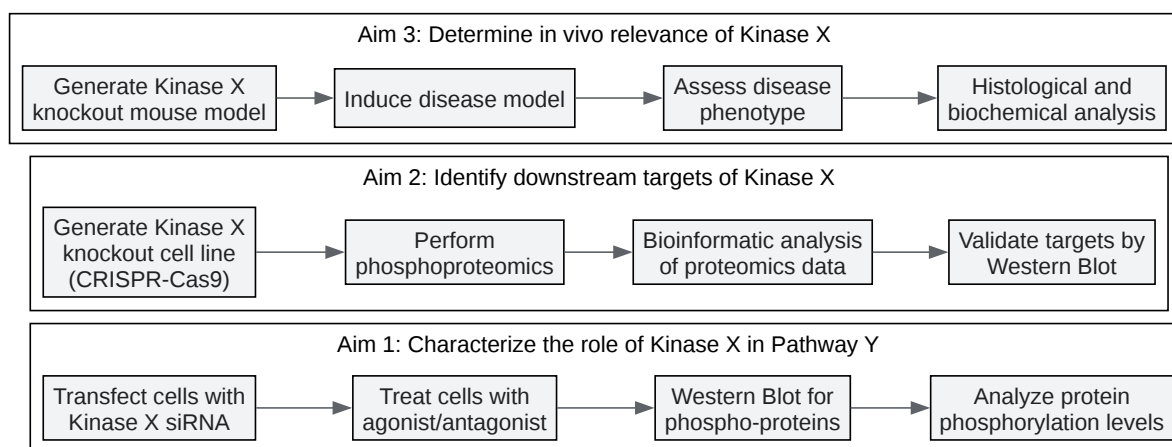 Aim 3: Determine in vivo relevance of Kinase X
Generate Kinase X
knockout mouse model
Induce disease model
Assess disease
phenotype
Histological and
biochemical analysis
Aim 2: Identify downstream targets of Kinase X
Generate Kinase X
knockout cell line
(CRISPR-Cas9)
Perform
phosphoproteomics
Bioinformatic analysis
of proteomics data
Validate targets by
Western Blot
Aim 1: Characterize the role of Kinase X in Pathway Y
Transfect cells with
Kinase X siRNA
Treat cells with
agonist/antagonist
Western Blot for
phospho-proteins
Analyze protein
phosphorylation levels